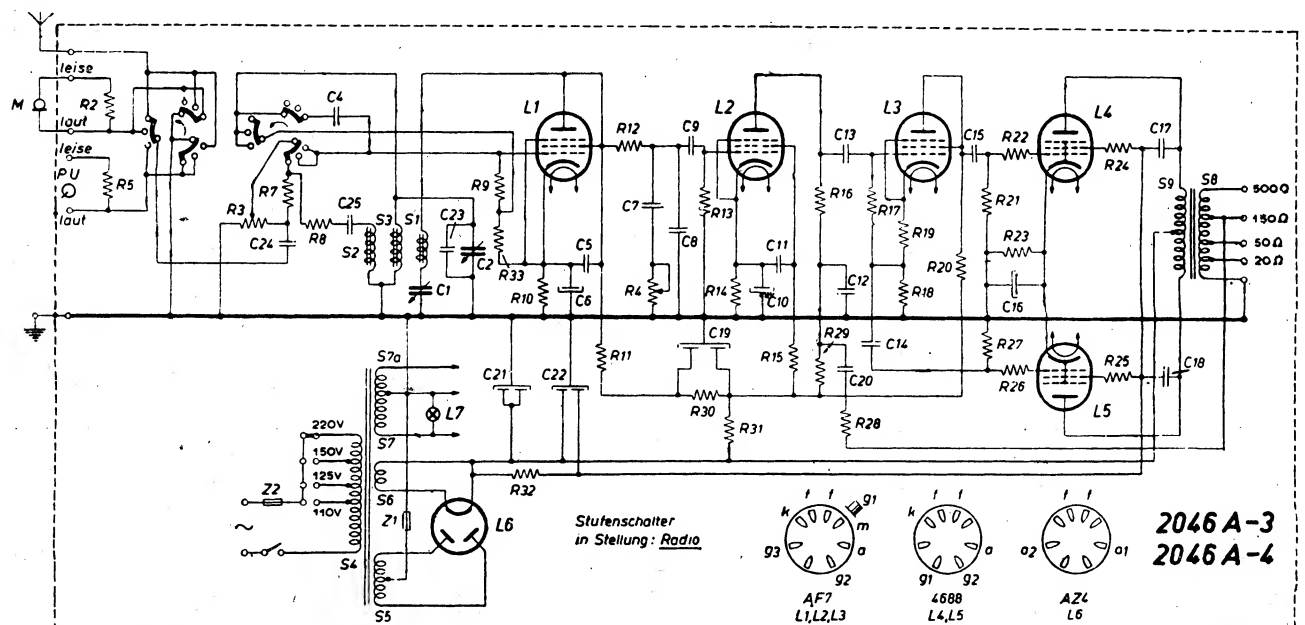 leise
M
R2
laut
leise
PU
R5
laut
C4
R3
R7
C24
R8
C25
S2
S3
S1
C23
C2
C1
R9
R33
L1
R10
C5
C6
R12
C7
R4
C8
C9
R13
L2
R14
C11
C10
C13
R16
C12
R17
L3
R19
R18
R20
C15
R22
R21
R23
C16
L4
R24
C17
S9
S8
500Ω
150Ω
50Ω
20Ω
S7a
C21
C22
R11
C19
R30
R15
R29
C14
C20
R27
R26
R25
C18
L5
L7
R31
R28
220V
150V
125V
110V
S7
S6
R32
Z2
~
Z1
L6
S4
S5
Stufenschalter
in Stellung: Radio
f f
k
g1
m
g3
a
g2
AF7
L1,L2,L3
f f
k
a
g1 g2
4688
L4,L5
f f
a2
a1
AZ4
L6
2046 A-3
2046 A-4